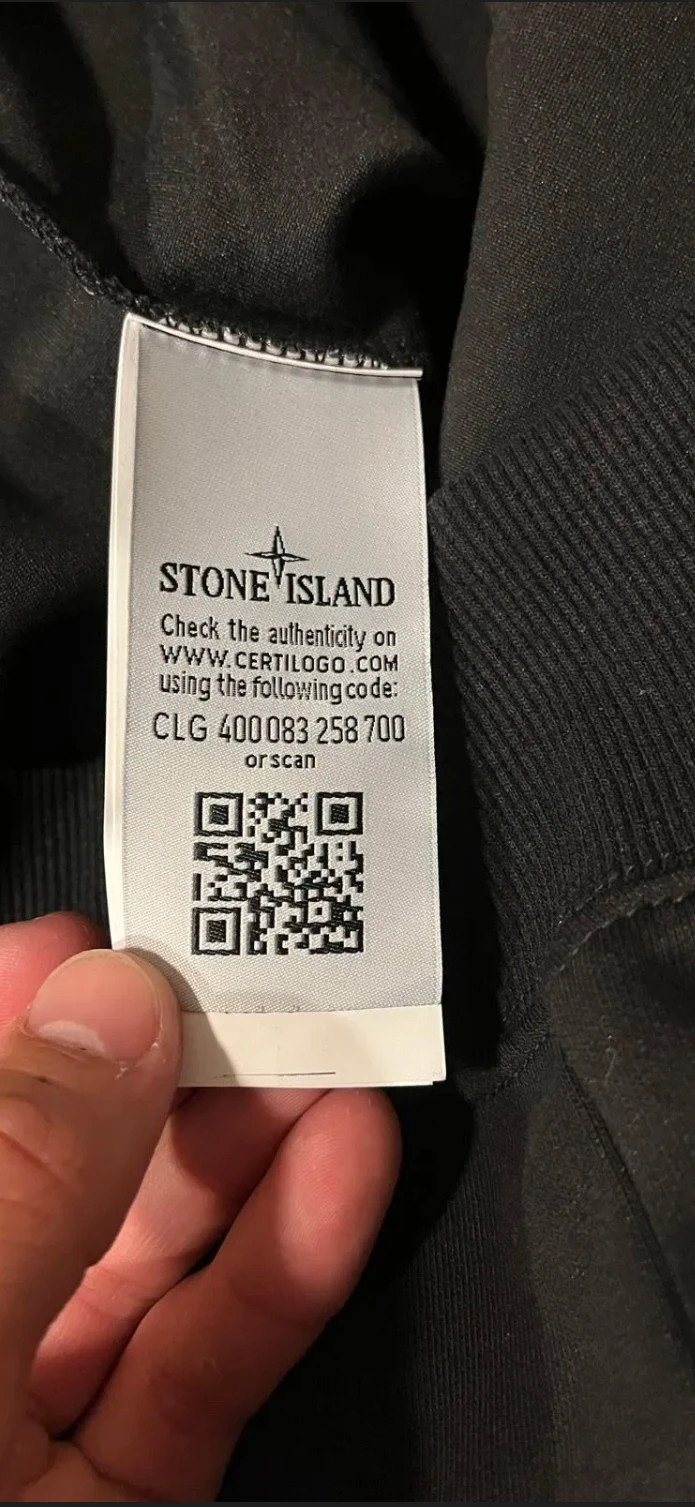 STONE ISLAND
Check the authenticity on
WWW.CERTILOGO.COM
using the following code:
CLG 400 083 258 700
or scan